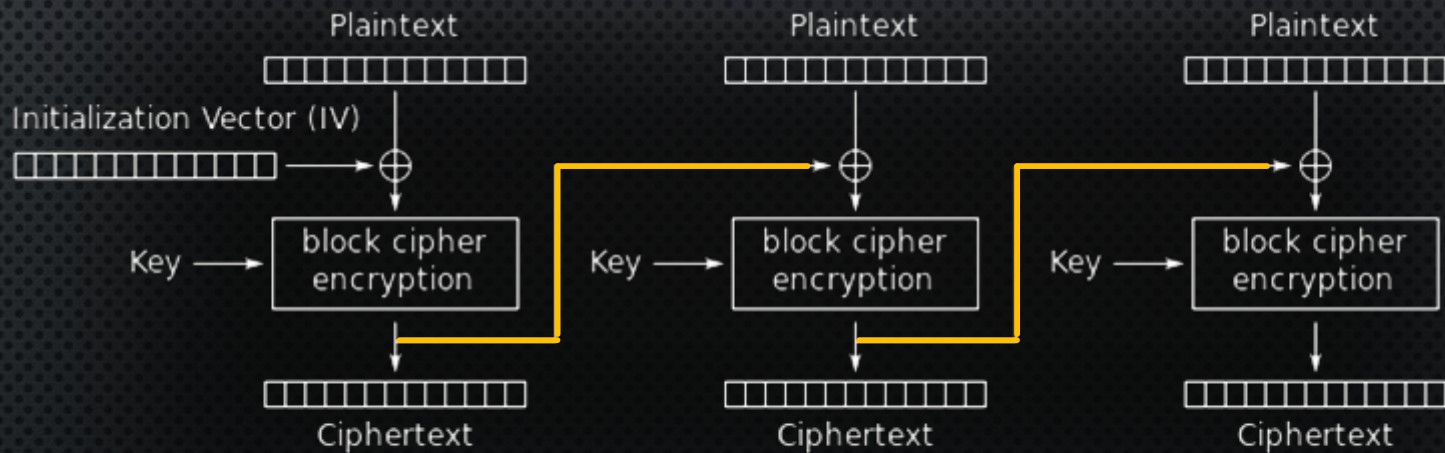 Plaintext
Plaintext
Plaintext
Initialization Vector (IV)
Key
block cipher
encryption
Key
block cipher
encryption
Key
block cipher
encryption
Ciphertext
Ciphertext
Ciphertext